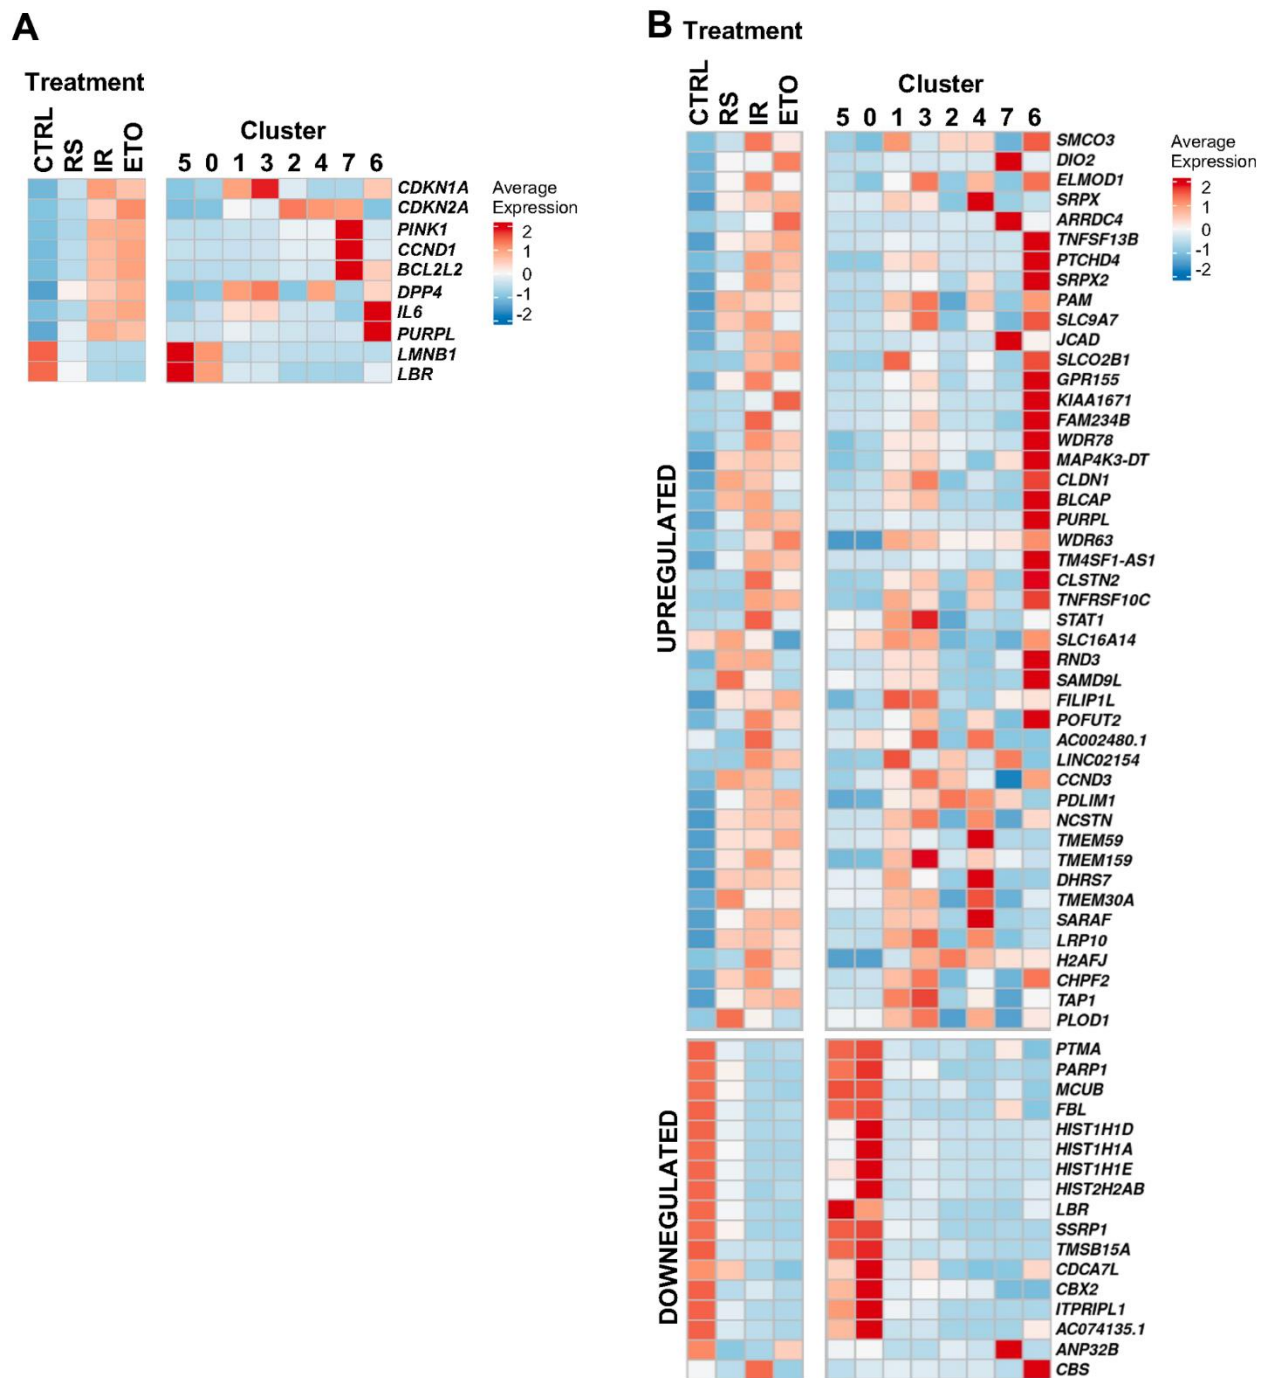 A
Treatment
CTRL RS IR ETO
Cluster
5 0 1 3 2 4 7 6
CDKN1A
CDKN2A
PINK1
CCND1
BCL2L2
DPP4
IL6
PURPL
LMNB1
LBR
Average
Expression
2
1
0
-1
-2
B
Treatment
CTRL RS IR ETO
Cluster
5 0 1 3 2 4 7 6
UPREGULATED
SMCO3
DIO2
ELMOD1
SRPX
ARRDC4
TNFSF13B
PTCHD4
SRPX2
PAM
SLC9A7
JCAD
SLCO2B1
GPR155
KIAA1671
FAM234B
WDR78
MAP4K3-DT
CLDN1
BLCAP
PURPL
WDR63
TM4SF1-AS1
CLSTN2
TNFRSF10C
STAT1
SLC16A14
RND3
SAMD9L
FILIP1L
POFUT2
AC002480.1
LINC02154
CCND3
PDLIM1
NCSTN
TMEM59
TMEM159
DHRS7
TMEM30A
SARAF
LRP10
H2AFJ
CHPF2
TAP1
PLOD1
DOWNEGULATED
PTMA
PARP1
MCUB
FBL
HIST1H1D
HIST1H1A
HIST1H1E
HIST2H2AB
LBR
SSRP1
TMSB15A
CDCA7L
CBX2
ITPRIPL1
AC074135.1
ANP32B
CBS
Average
Expression
2
1
0
-1
-2